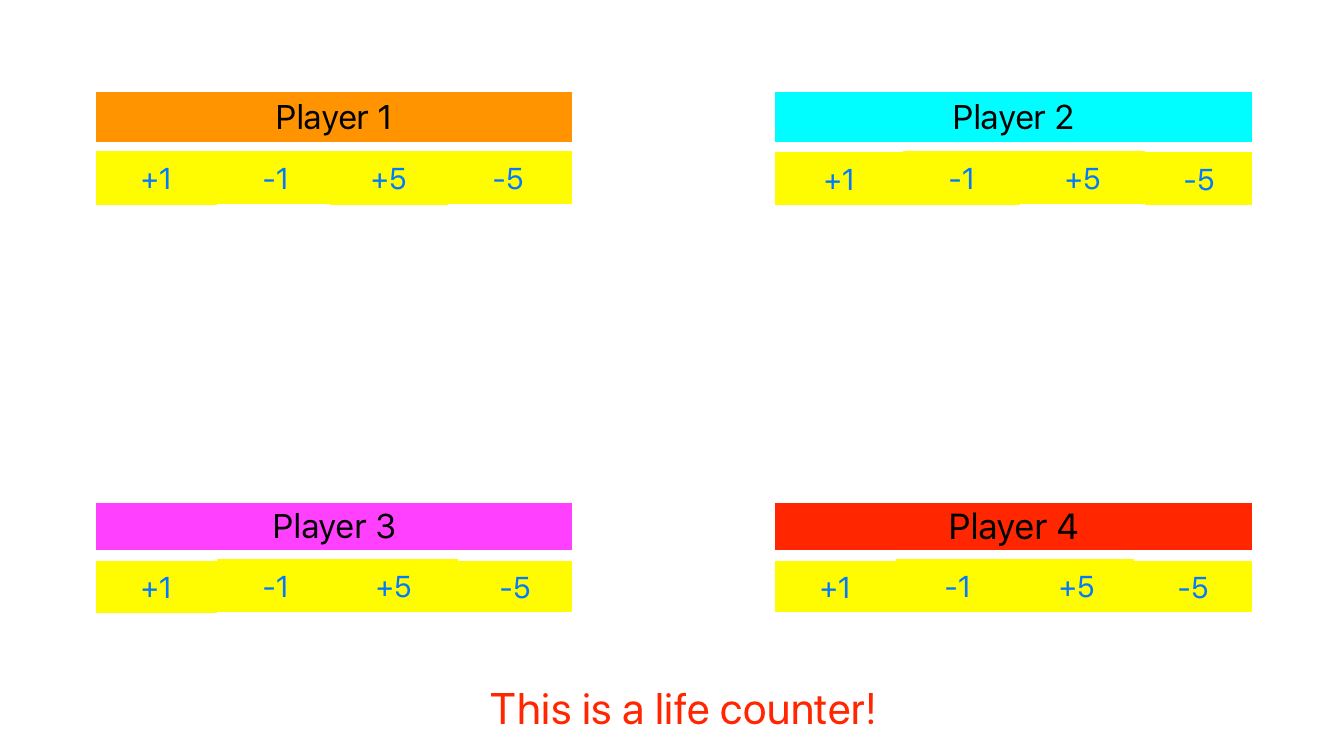 Player 1
+1 -1 +5 -5
Player 2
+1 -1 +5 -5
Player 3
+1 -1 +5 -5
Player 4
+1 -1 +5 -5
This is a life counter!